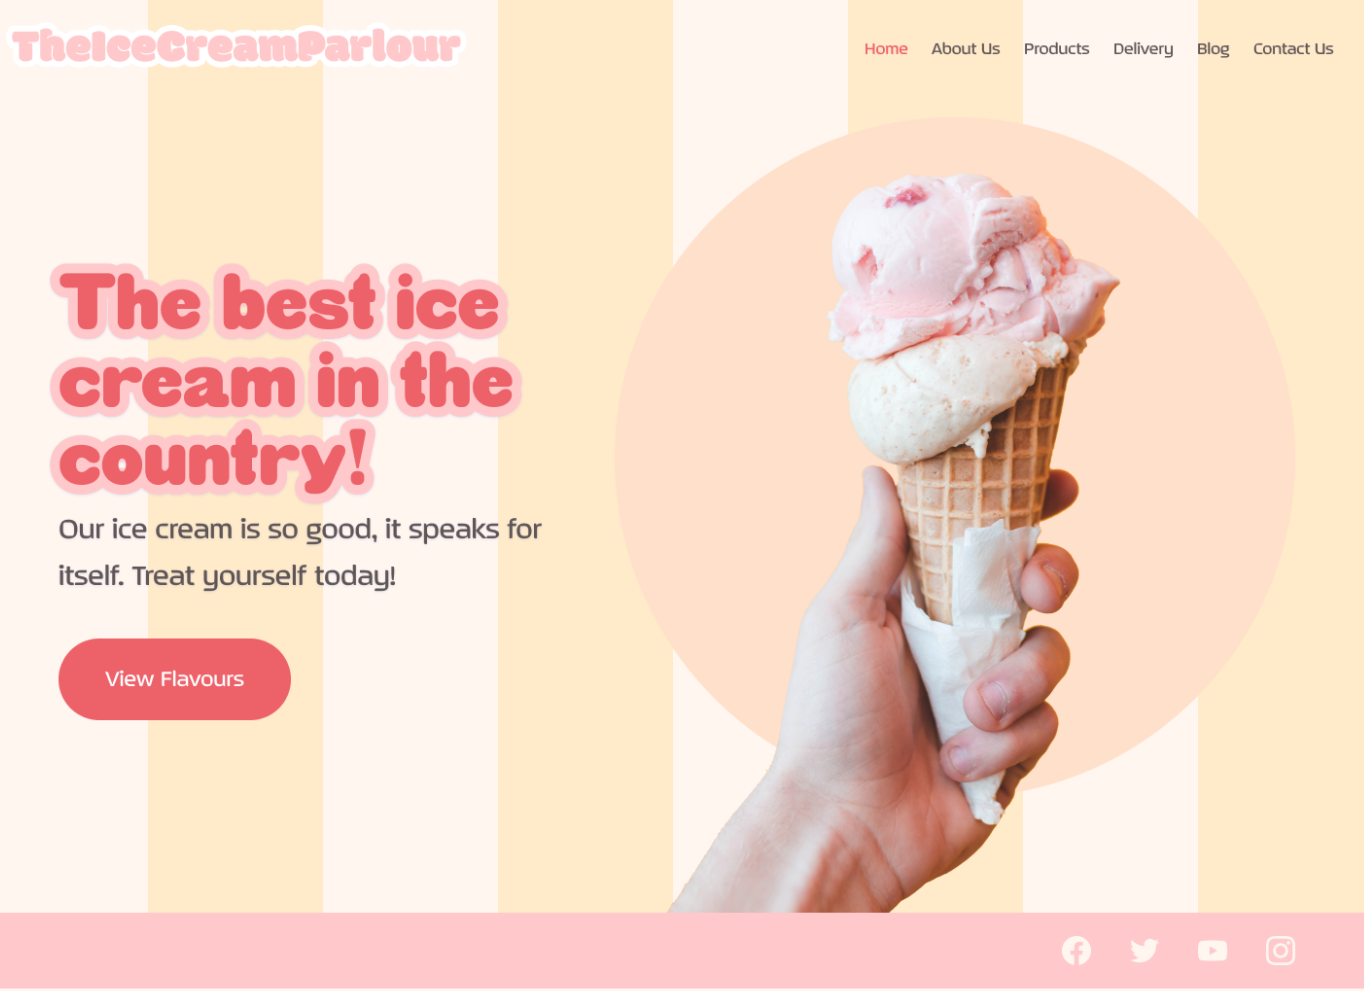 TheIceCreamParlour
Home About Us Products Delivery Blog Contact Us
The best ice
cream in the
country!
Our ice cream is so good, it speaks for
itself. Treat yourself today!
View Flavours